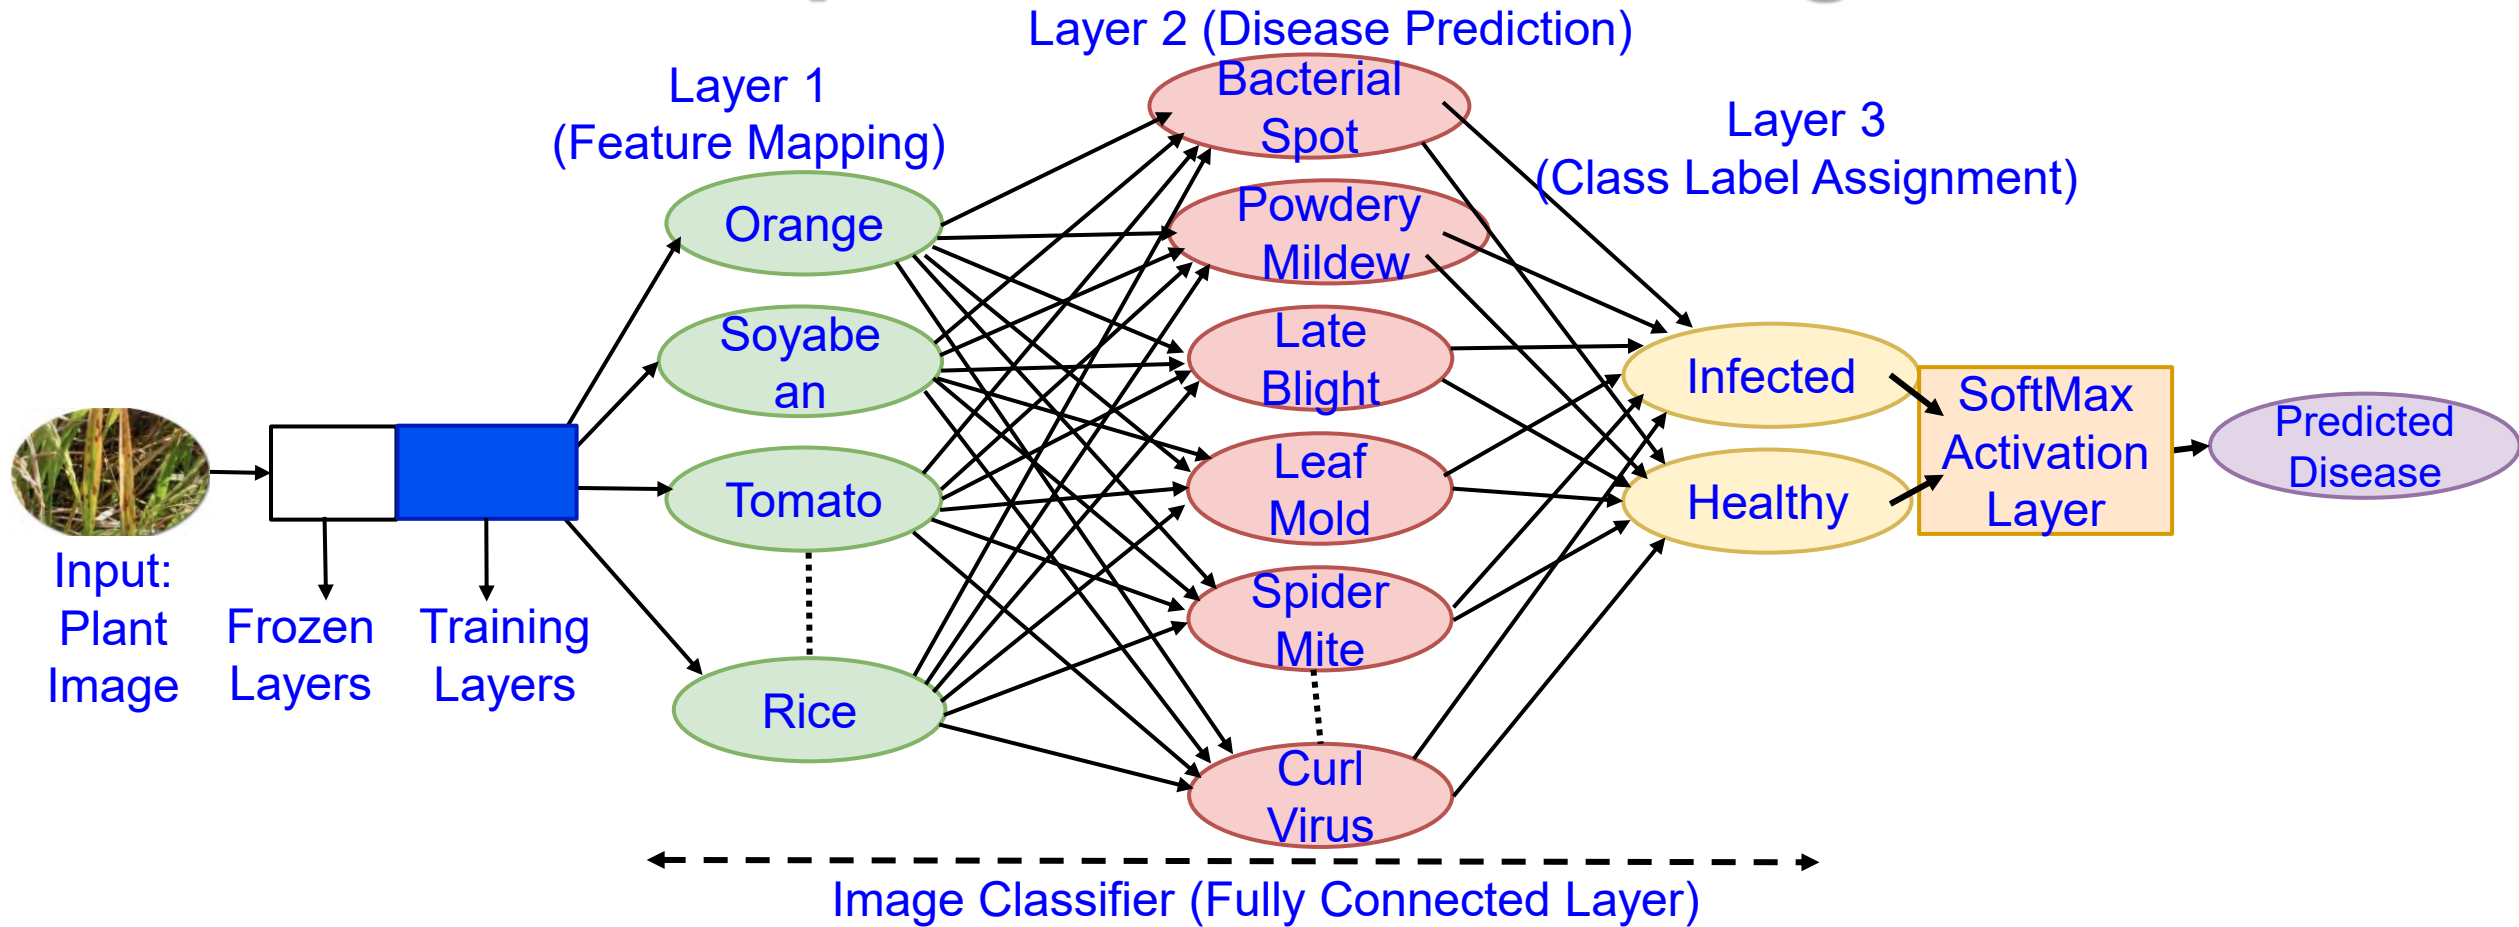 Layer 2 (Disease Prediction)
Layer 1
(Feature Mapping)
Layer 3
(Class Label Assignment)
Input:
Plant
Image
Frozen
Layers
Training
Layers
Orange
Soyabe
an
Tomato
Rice
Bacterial
Spot
Powdery
Mildew
Late
Blight
Leaf
Mold
Spider
Mite
Curl
Virus
Infected
Healthy
SoftMax
Activation
Layer
Predicted
Disease
Image Classifier (Fully Connected Layer)